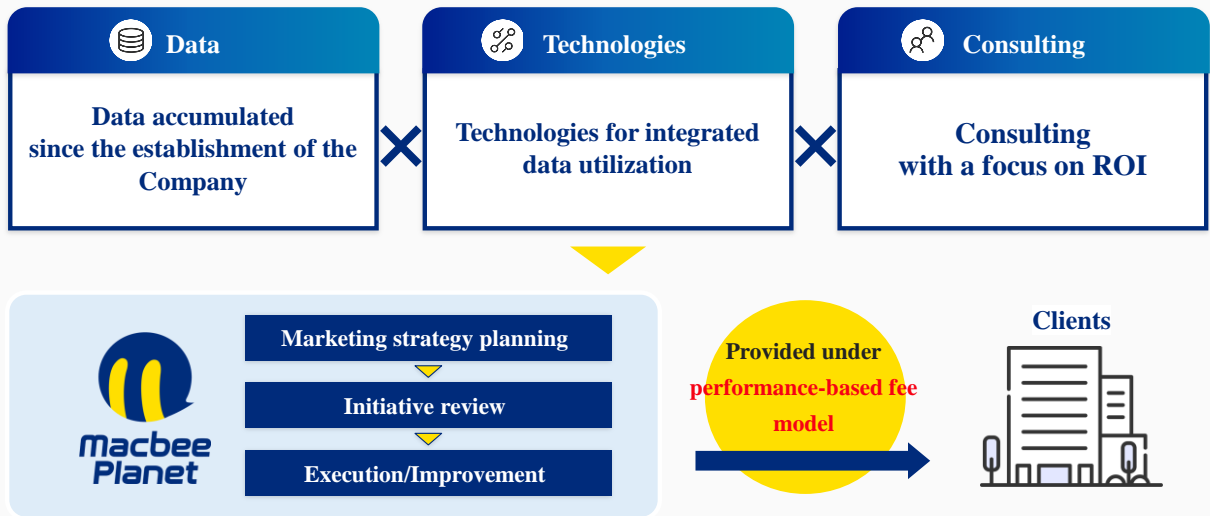 Data
Technologies
Consulting
Data accumulated
since the establishment of the
Company
Technologies for integrated
data utilization
Consulting
with a focus on ROI
Macbee
Planet
Marketing strategy planning
Initiative review
Execution/Improvement
Provided under
performance-based fee
model
Clients